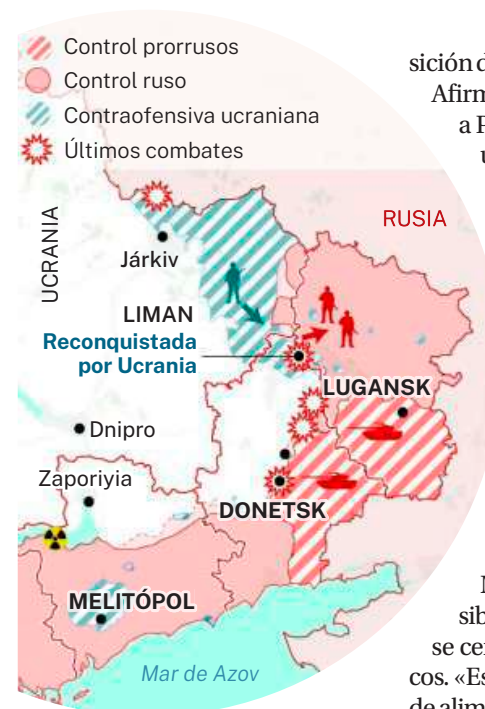 Control prorrusos
Control ruso
Contraofensiva ucraniana
Últimos combates
sición d
Afirm
a P
RUSIA
UCRANIA
Járkiv
LIMAN
Reconquistada
por Ucrania
LUGANSK
Dnipro
Zaporiyia
DONETSK
MELITÓPOL
Mar de Azov
sib
se cer
cos. «Es
de alim